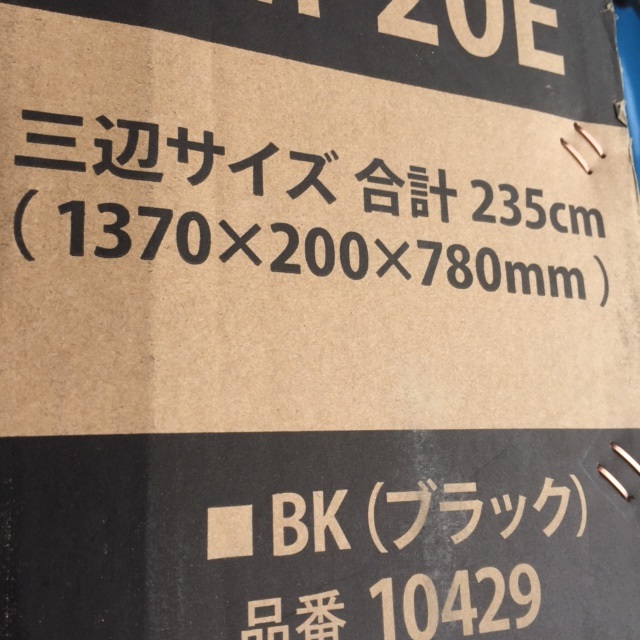 20E
三辺サイズ 合計 235cm
(1370×200×780mm)
■ BK (ブラック)
品番 10429